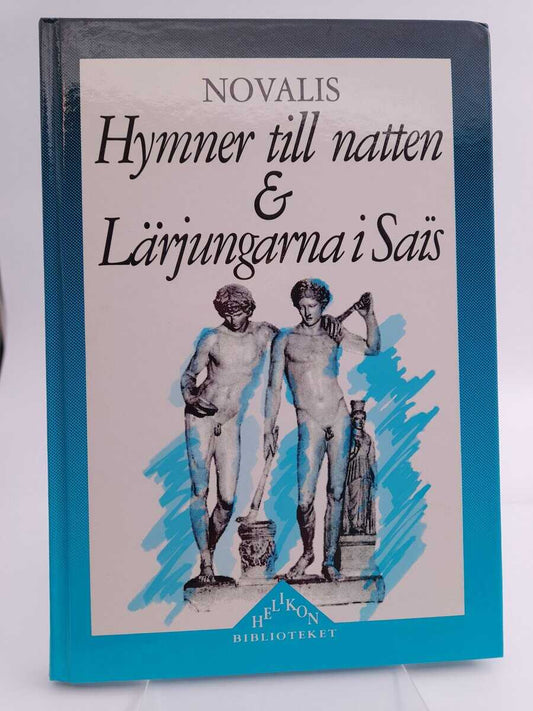 NOVALIS
Hymner till natten
&
Lärjungarna i Saïs
HELIKON
BIBLIOTEKET